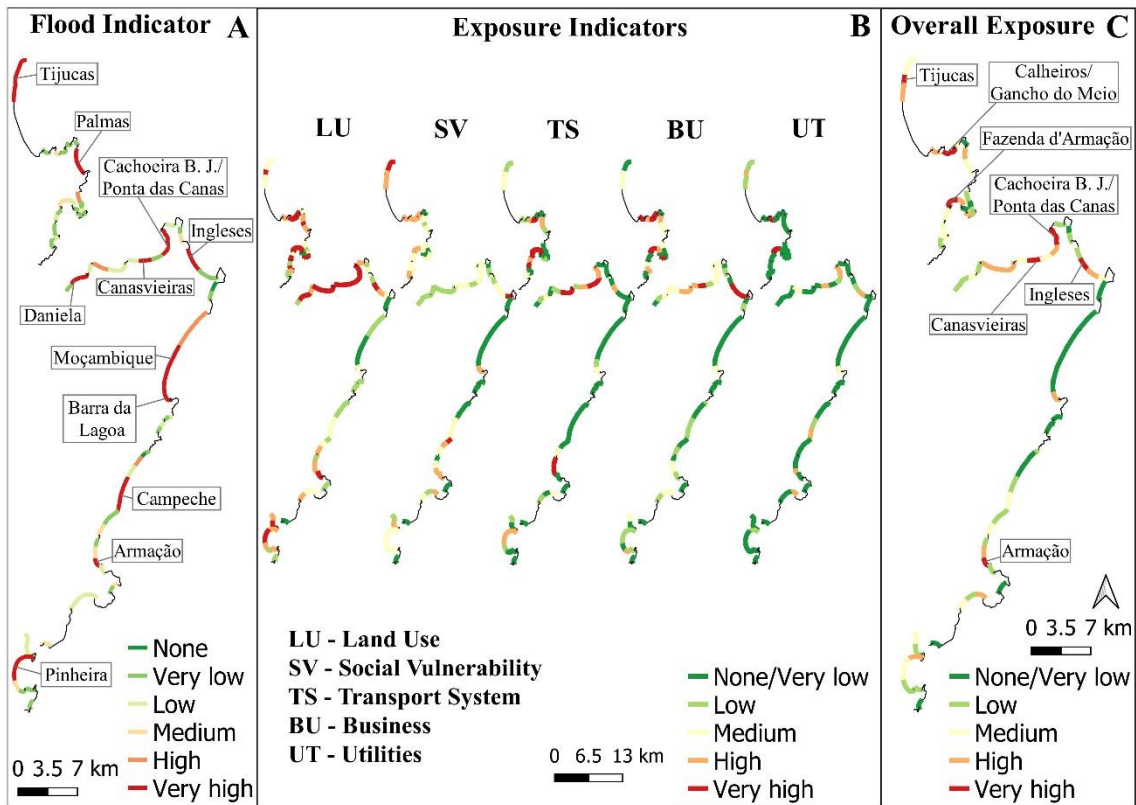 Flood Indicator A
Tijucas
Palmas
Cachoeira B. J./
Ponta das Canas
Ingleses
Canasvieiras
Daniela
Moçambique
Barra da
Lagoa
Campeche
Armação
Pinheira
None
Very low
Low
Medium
High
Very high
0 3.5 7 km
Exposure Indicators B
LU SV TS BU UT
LU - Land Use
SV - Social Vulnerability
TS - Transport System
BU - Business
UT - Utilities
0 6.5 13 km
None/Very low
Low
Medium
High
Very high
Overall Exposure C
Tijucas
Calheiros/
Gancho do Meio
Fazenda d'Armação
Cachoeira B. J./
Ponta das Canas
Ingleses
Canasvieiras
Armação
0 3.5 7 km
None/Very low
Low
Medium
High
Very high